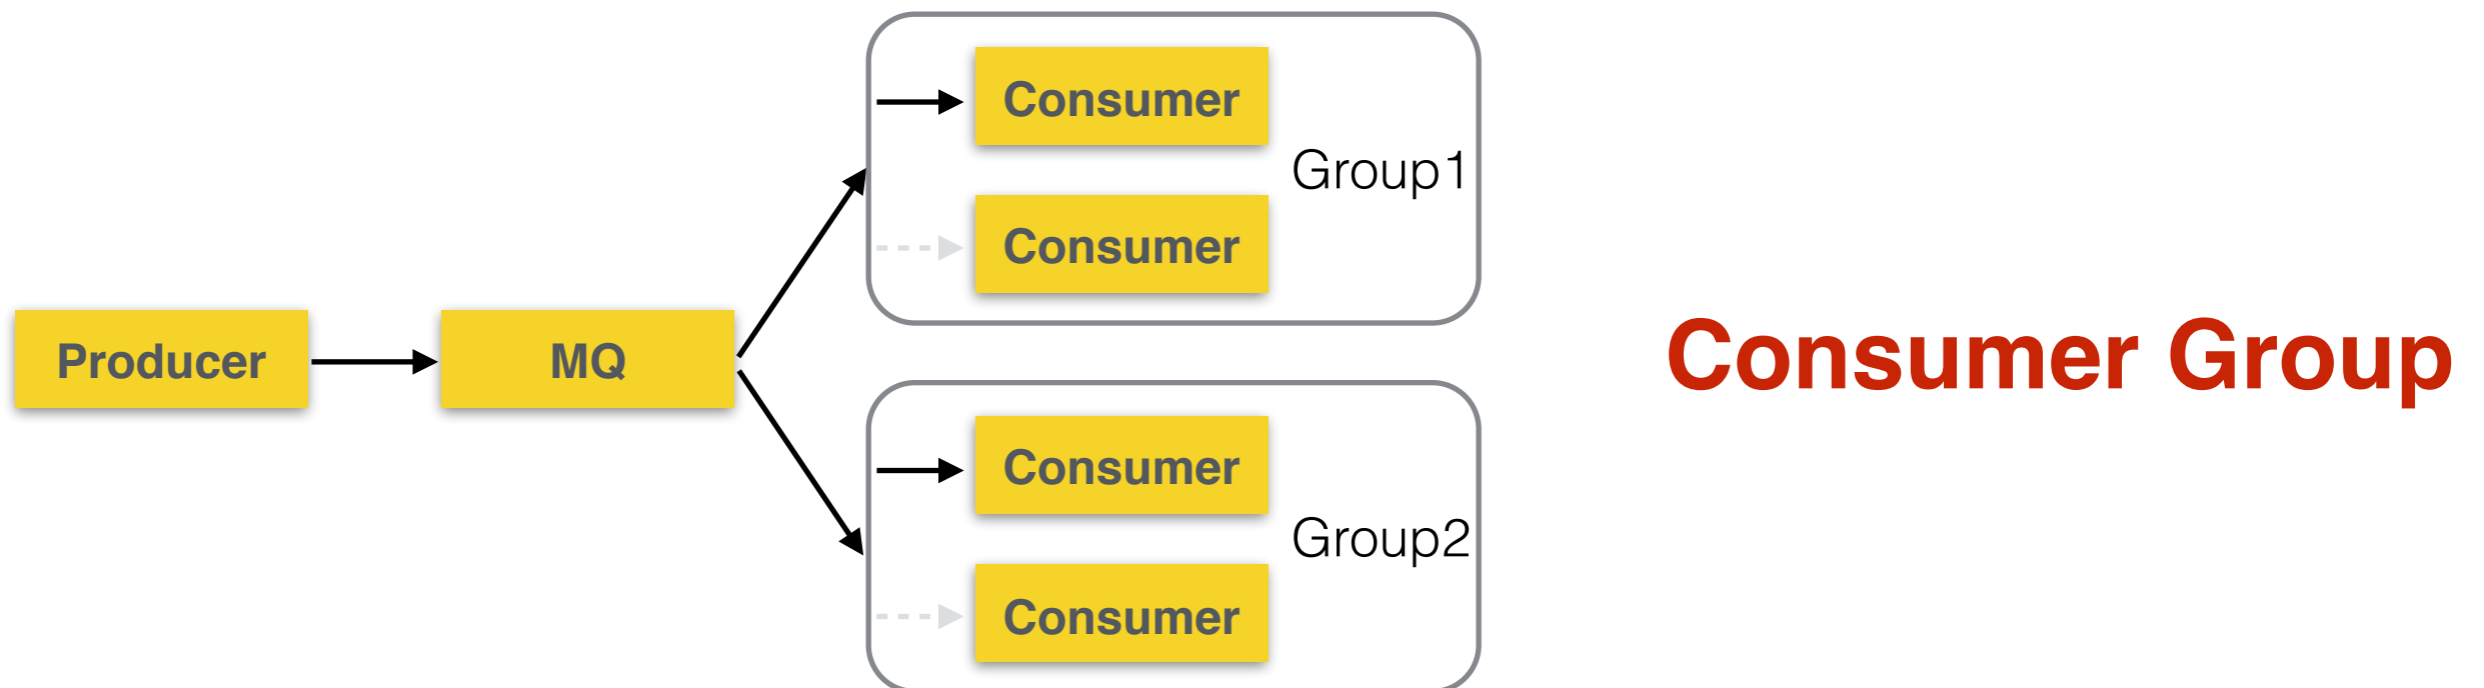 Producer
MQ
Consumer
Consumer
Group1
Consumer
Consumer
Group2
Consumer Group